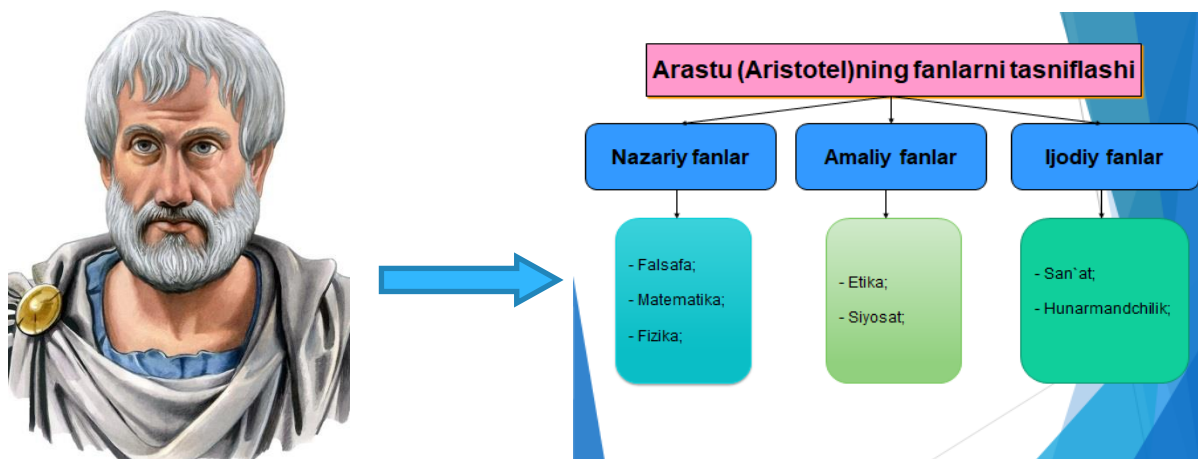 Arastu (Aristotel)ning fanlarni tasniflashi
Nazariy fanlar
Amaliy fanlar
Ijodiy fanlar
- Falsafa;
- Matematika;
- Fizika;
- Etika;
- Siyosat;
- San`at;
- Hunarmandchilik;